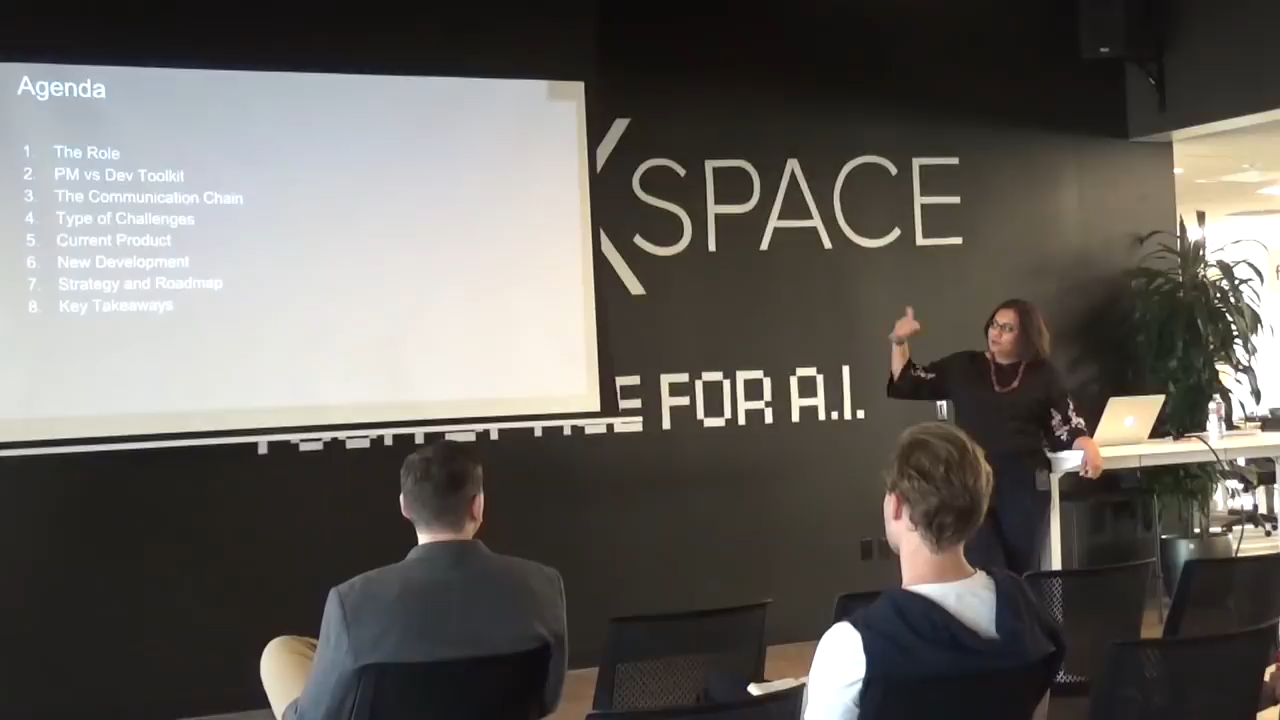 Agenda
1. The Role
2. PM vs Dev Toolkit
3. The Communication Chain
4. Type of Challenges
5. Current Product
6. New Development
7. Strategy and Roadmap
8. Key Takeaways
SPACE
FOR A.I.